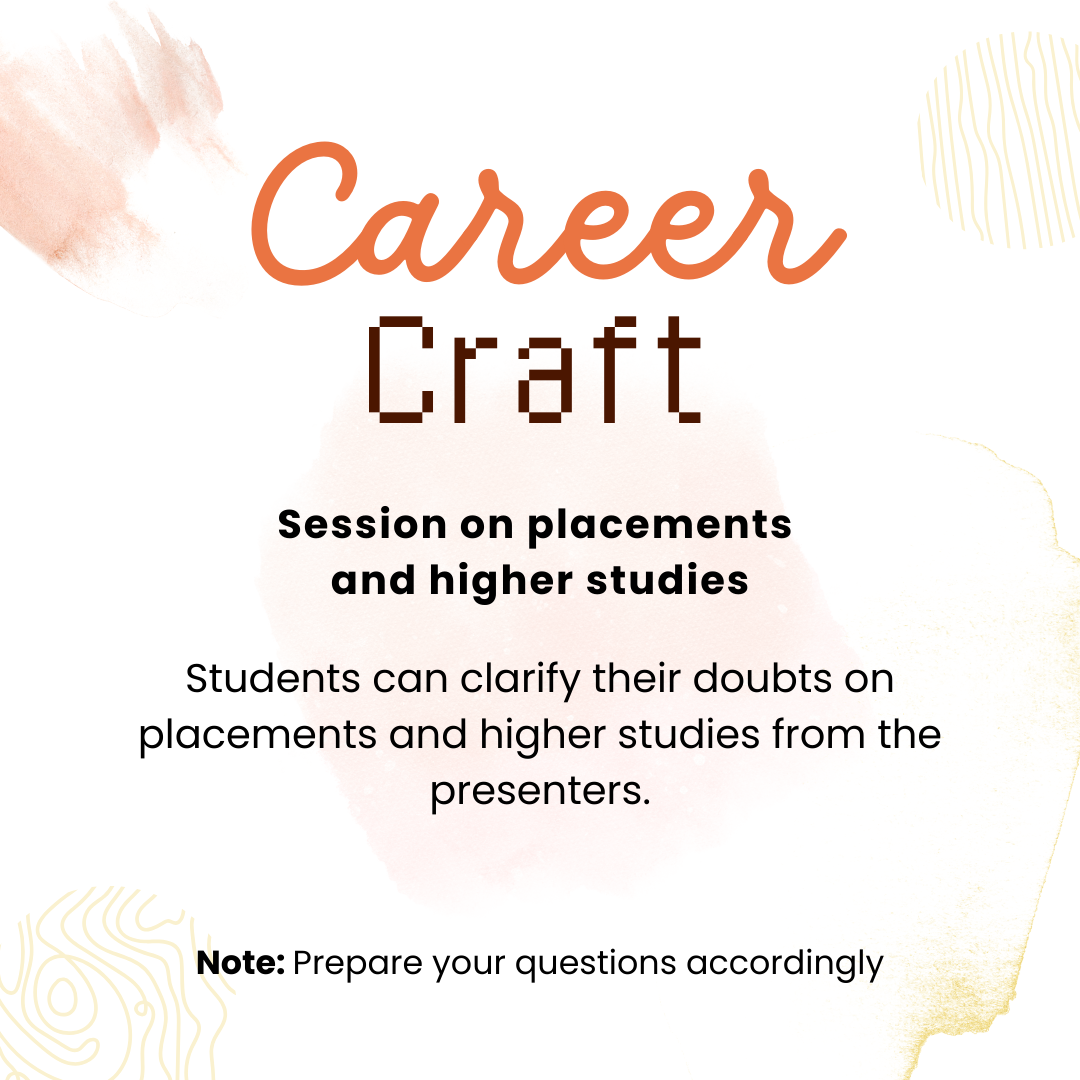 Career
Craft
Session on placements
and higher studies
Students can clarify their doubts on
placements and higher studies from the
presenters.
Note: Prepare your questions accordingly